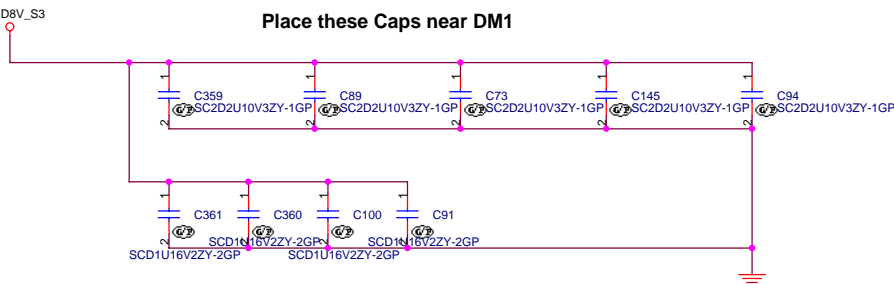 D8V_S3
Place these Caps near DM1
1 1 1 1 1
C359 C89 C73 C145 C94
G/P G/P G/P G/P G/P
SC2D2U10V3ZY-1GP SC2D2U10V3ZY-1GP SC2D2U10V3ZY-1GP SC2D2U10V3ZY-1GP SC2D2U10V3ZY-1GP
2 2 2 2 2
1 1 1 1
C361 C360 C100 C91
2 2 2 2
SCD1U16V2ZY-2GP SCD1U16V2ZY-2GP
SCD1U16V2ZY-2GP SCD1U16V2ZY-2GP